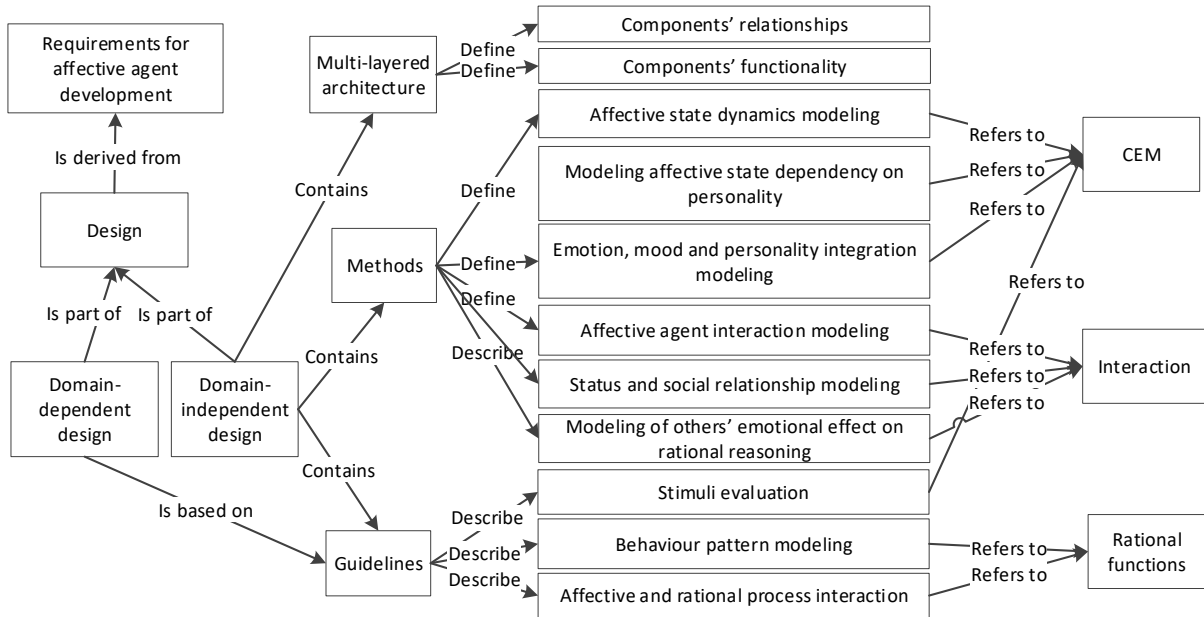 Requirements for
affective agent
development
Is derived from
Design
Is part of
Is part of
Domain-
dependent
design
Domain-
independent
design
Is based on
Contains
Contains
Contains
Multi-layered
architecture
Methods
Guidelines
Define
Define
Define
Define
Define
Describe
Describe
Describe
Describe
Components’ relationships
Components’ functionality
Affective state dynamics modeling
Modeling affective state dependency on
personality
Emotion, mood and personality integration
modeling
Affective agent interaction modeling
Status and social relationship modeling
Modeling of others’ emotional effect on
rational reasoning
Stimuli evaluation
Behaviour pattern modeling
Affective and rational process interaction
Refers to
Refers to
Refers to
Refers to
Refers to
Refers to
Refers to
Refers to
Refers to
CEM
Interaction
Rational
functions